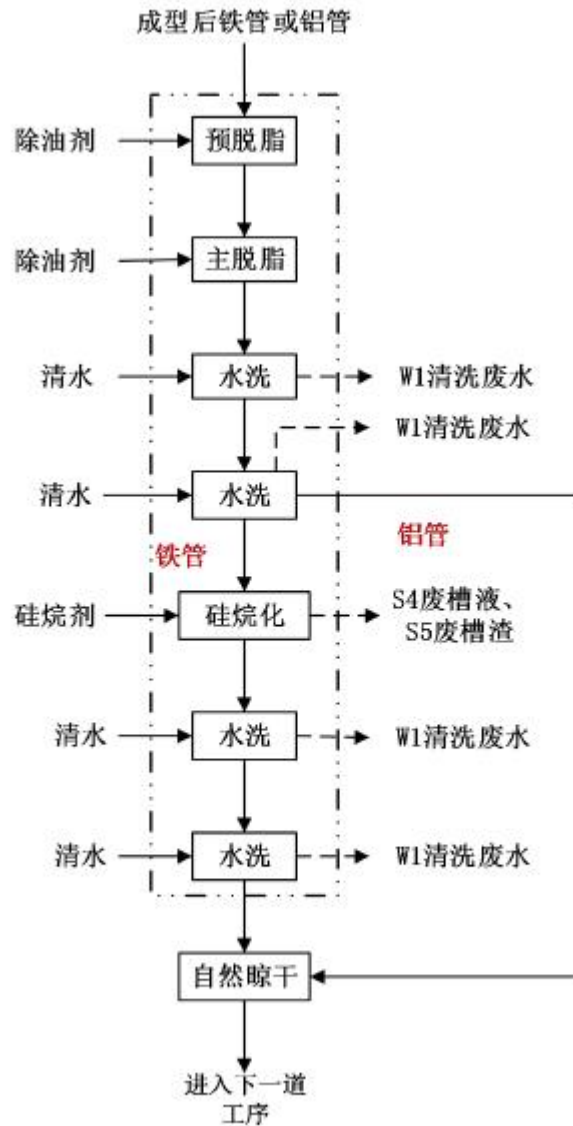 成型后铁管或铝管
除油剂
预脱脂
除油剂
主脱脂
清水
水洗
W1清洗废水
W1清洗废水
清水
水洗
铁管
铝管
硅烷剂
硅烷化
S4废槽液、
S5废槽渣
清水
水洗
W1清洗废水
清水
水洗
W1清洗废水
自然晾干
进入下一道
工序